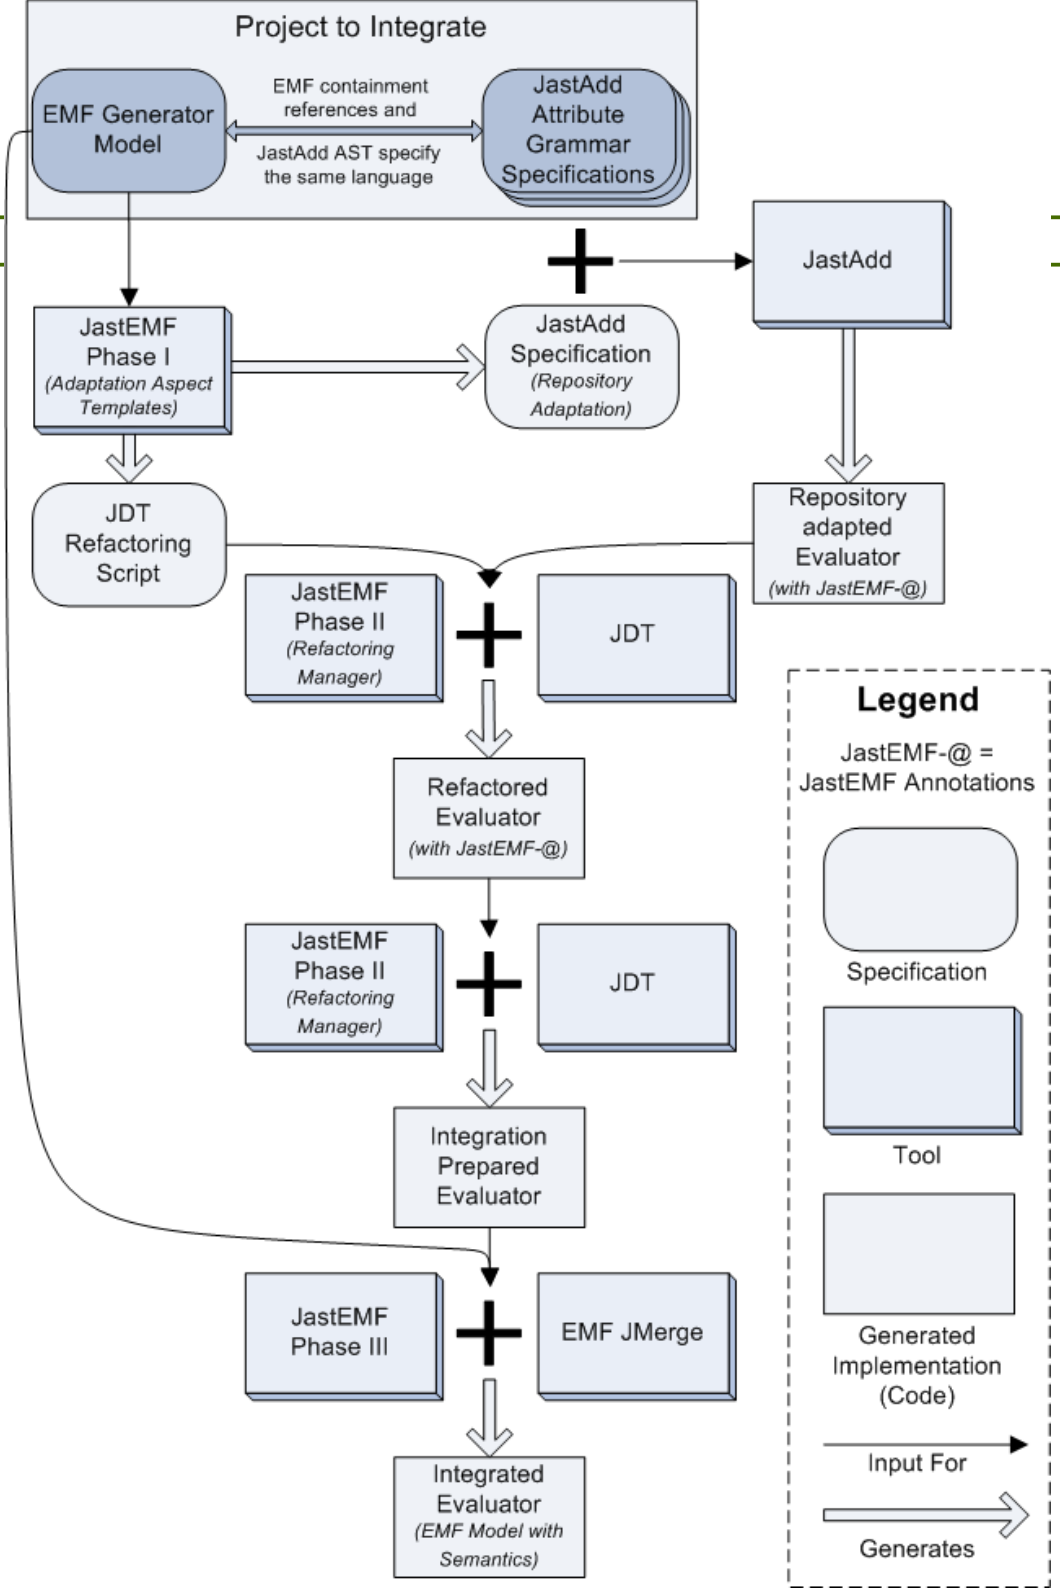 Project to Integrate
EMF Generator
Model
EMF containment
references and
JastAdd AST specify
the same language
JastAdd
Attribute
Grammar
Specifications
JastAdd
JastEMF
Phase I
(Adaptation Aspect
Templates)
JastAdd
Specification
(Repository
Adaptation)
JDT
Refactoring
Script
Repository
adapted
Evaluator
(with JastEMF-@)
JastEMF
Phase II
(Refactoring
Manager)
JDT
Refactored
Evaluator
(with JastEMF-@)
JastEMF
Phase II
(Refactoring
Manager)
JDT
Integration
Prepared
Evaluator
JastEMF
Phase III
EMF JMerge
Integrated
Evaluator
(EMF Model with
Semantics)
Legend
JastEMF-@ =
JastEMF Annotations
Specification
Tool
Generated
Implementation
(Code)
Input For
Generates